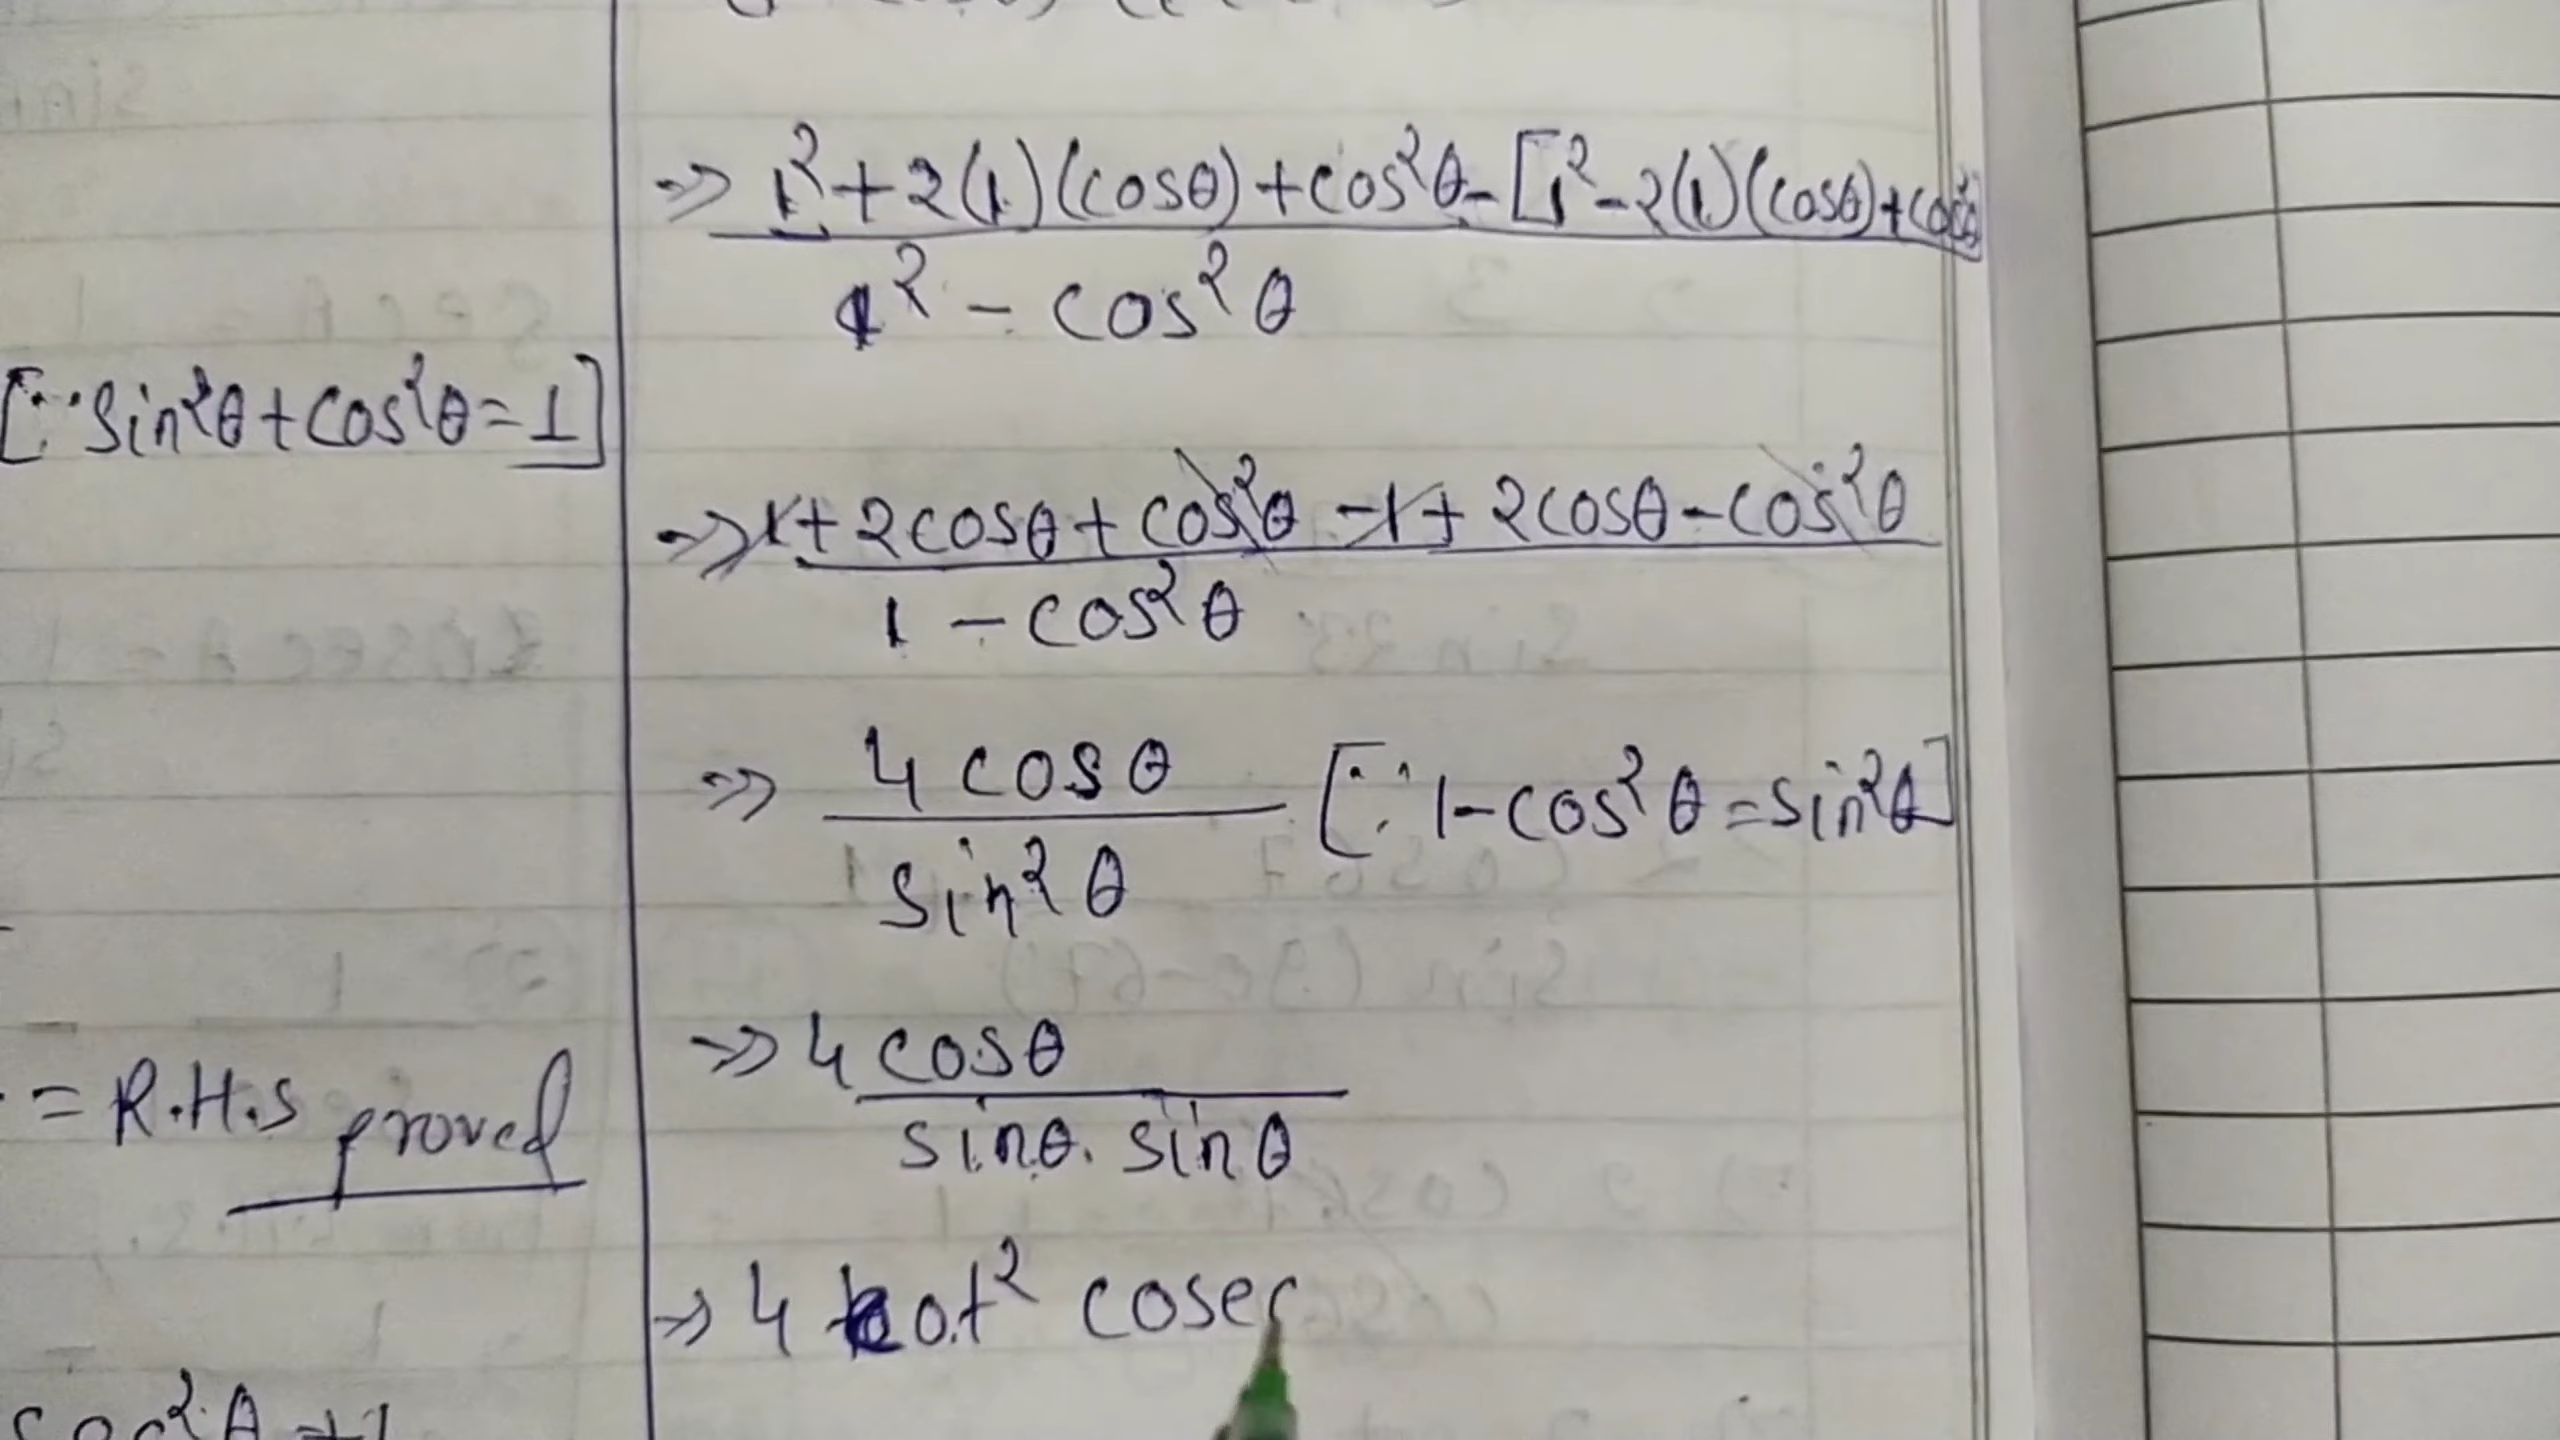 [∵ sin²θ + cos²θ = 1]
= R.H.S proved
⇒ 1² + 2(1)(cosθ) + cos²θ - [1² - 2(1)(cosθ) + cos²θ]
1² - cos²θ
⇒ 1 + 2cosθ + cos²θ - 1 + 2cosθ - cos²θ
1 - cos²θ
⇒ 4 cosθ [∵ 1 - cos²θ = sin²θ]
sin²θ
⇒ 4 cosθ
sinθ. sinθ
⇒ 4 cot² cosec